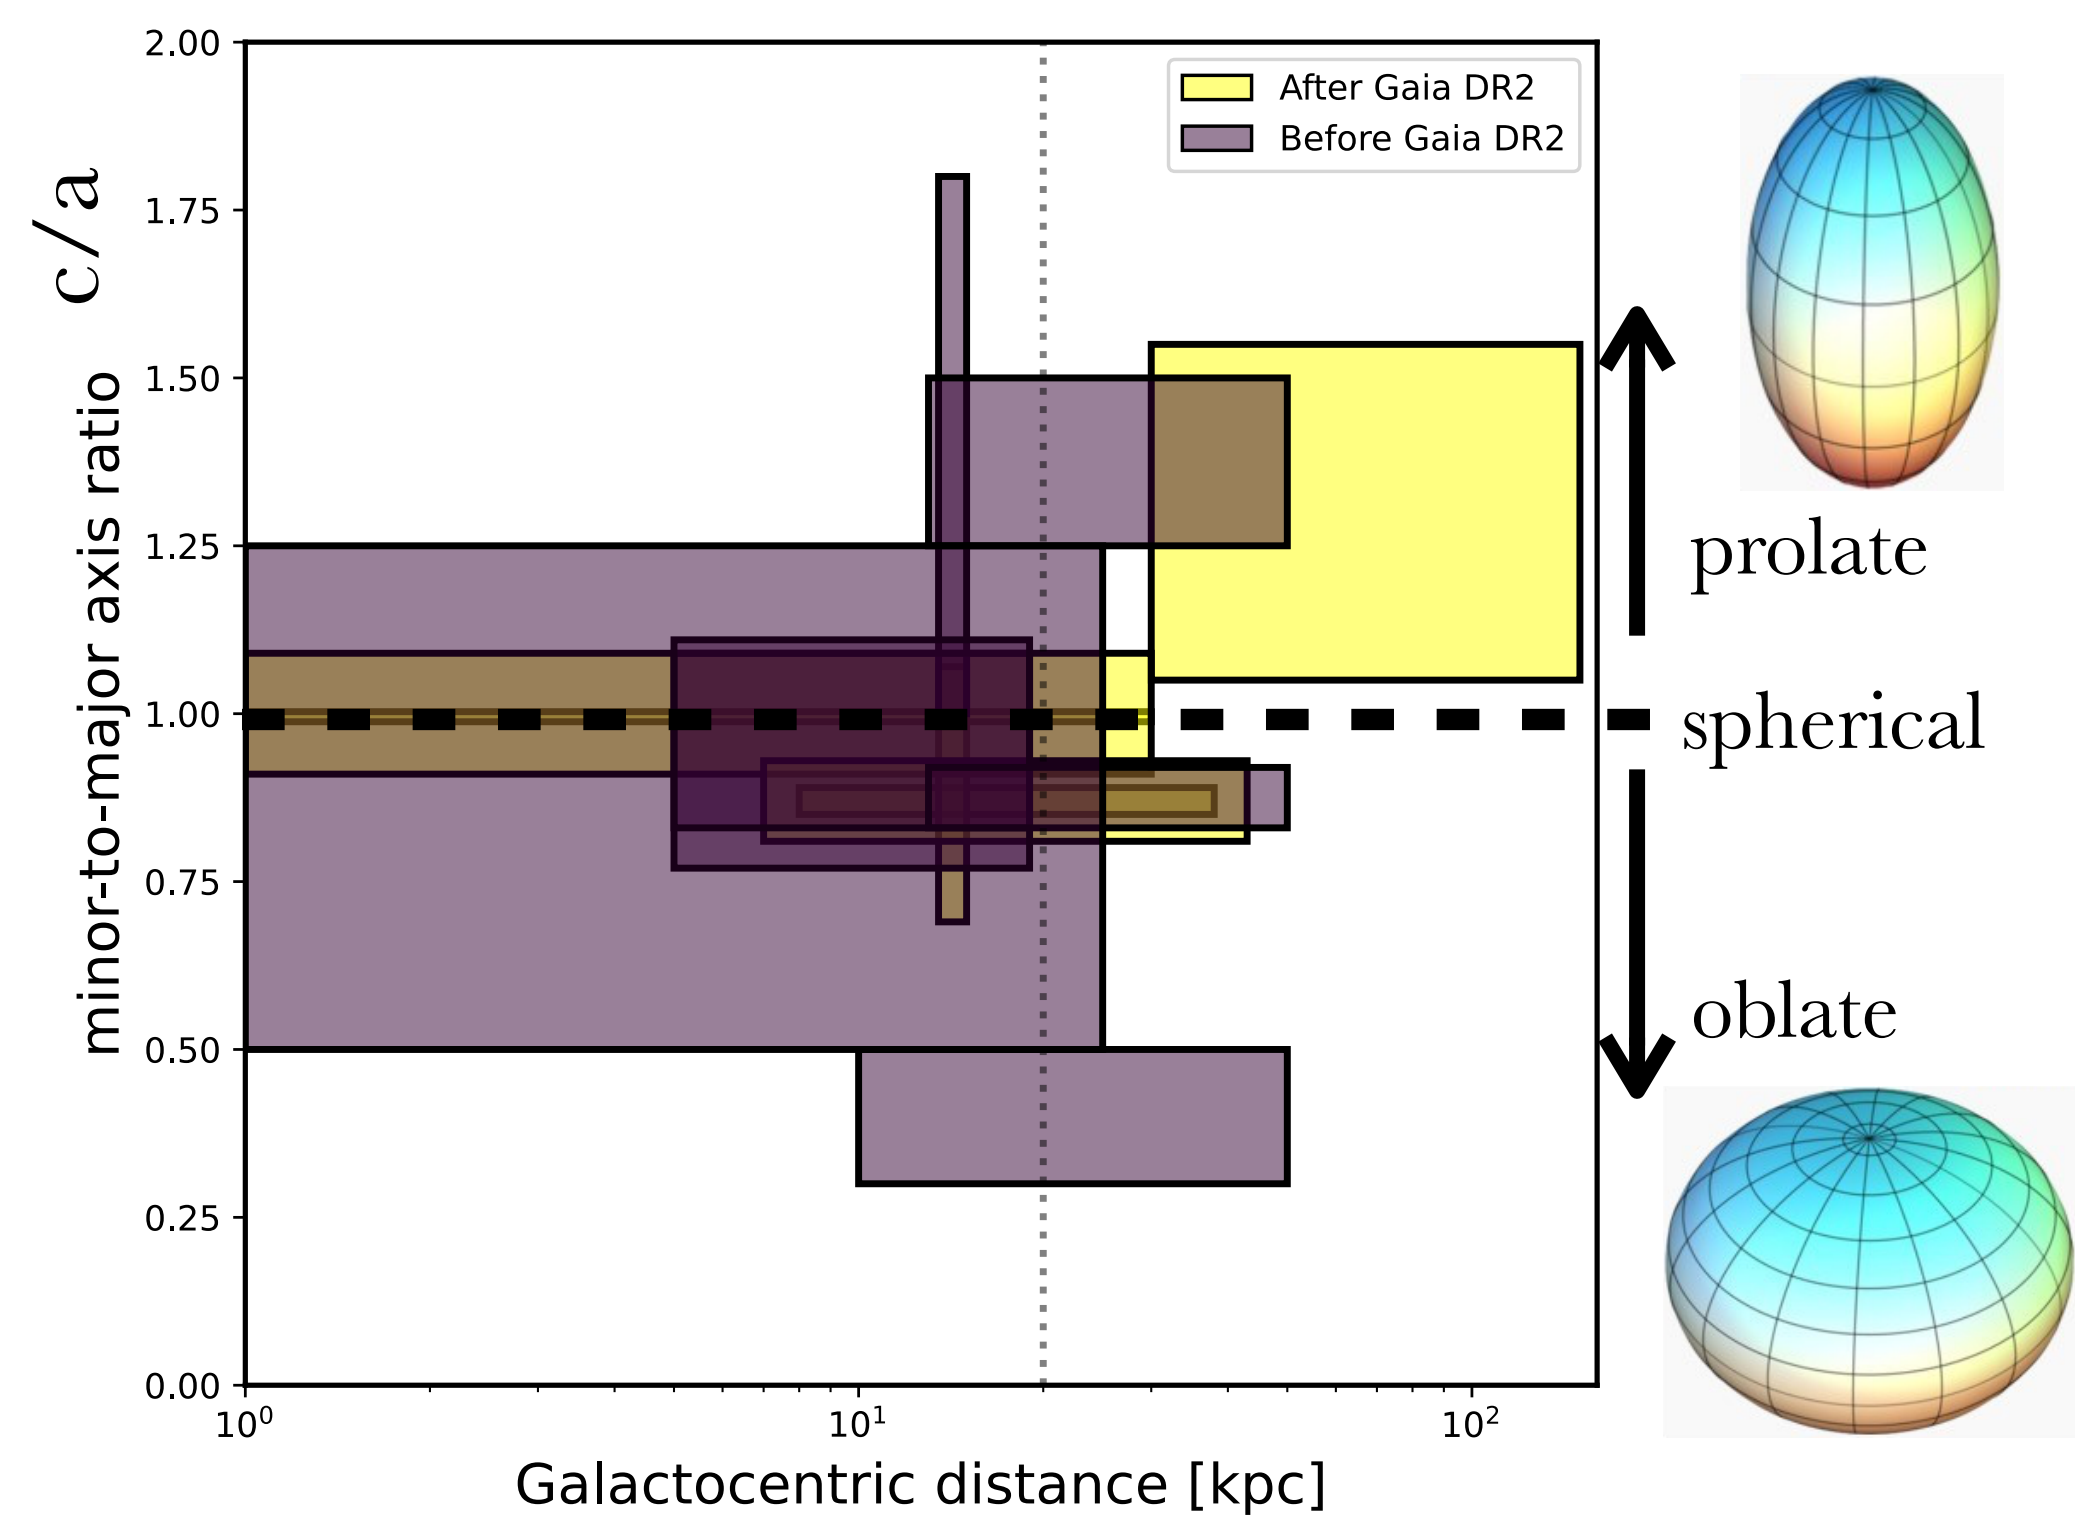 c/a
minor-to-major axis ratio
2.00
1.75
1.50
1.25
1.00
0.75
0.50
0.25
0.00
After Gaia DR2
Before Gaia DR2
prolate
spherical
oblate
10⁰
10¹
10²
Galactocentric distance [kpc]